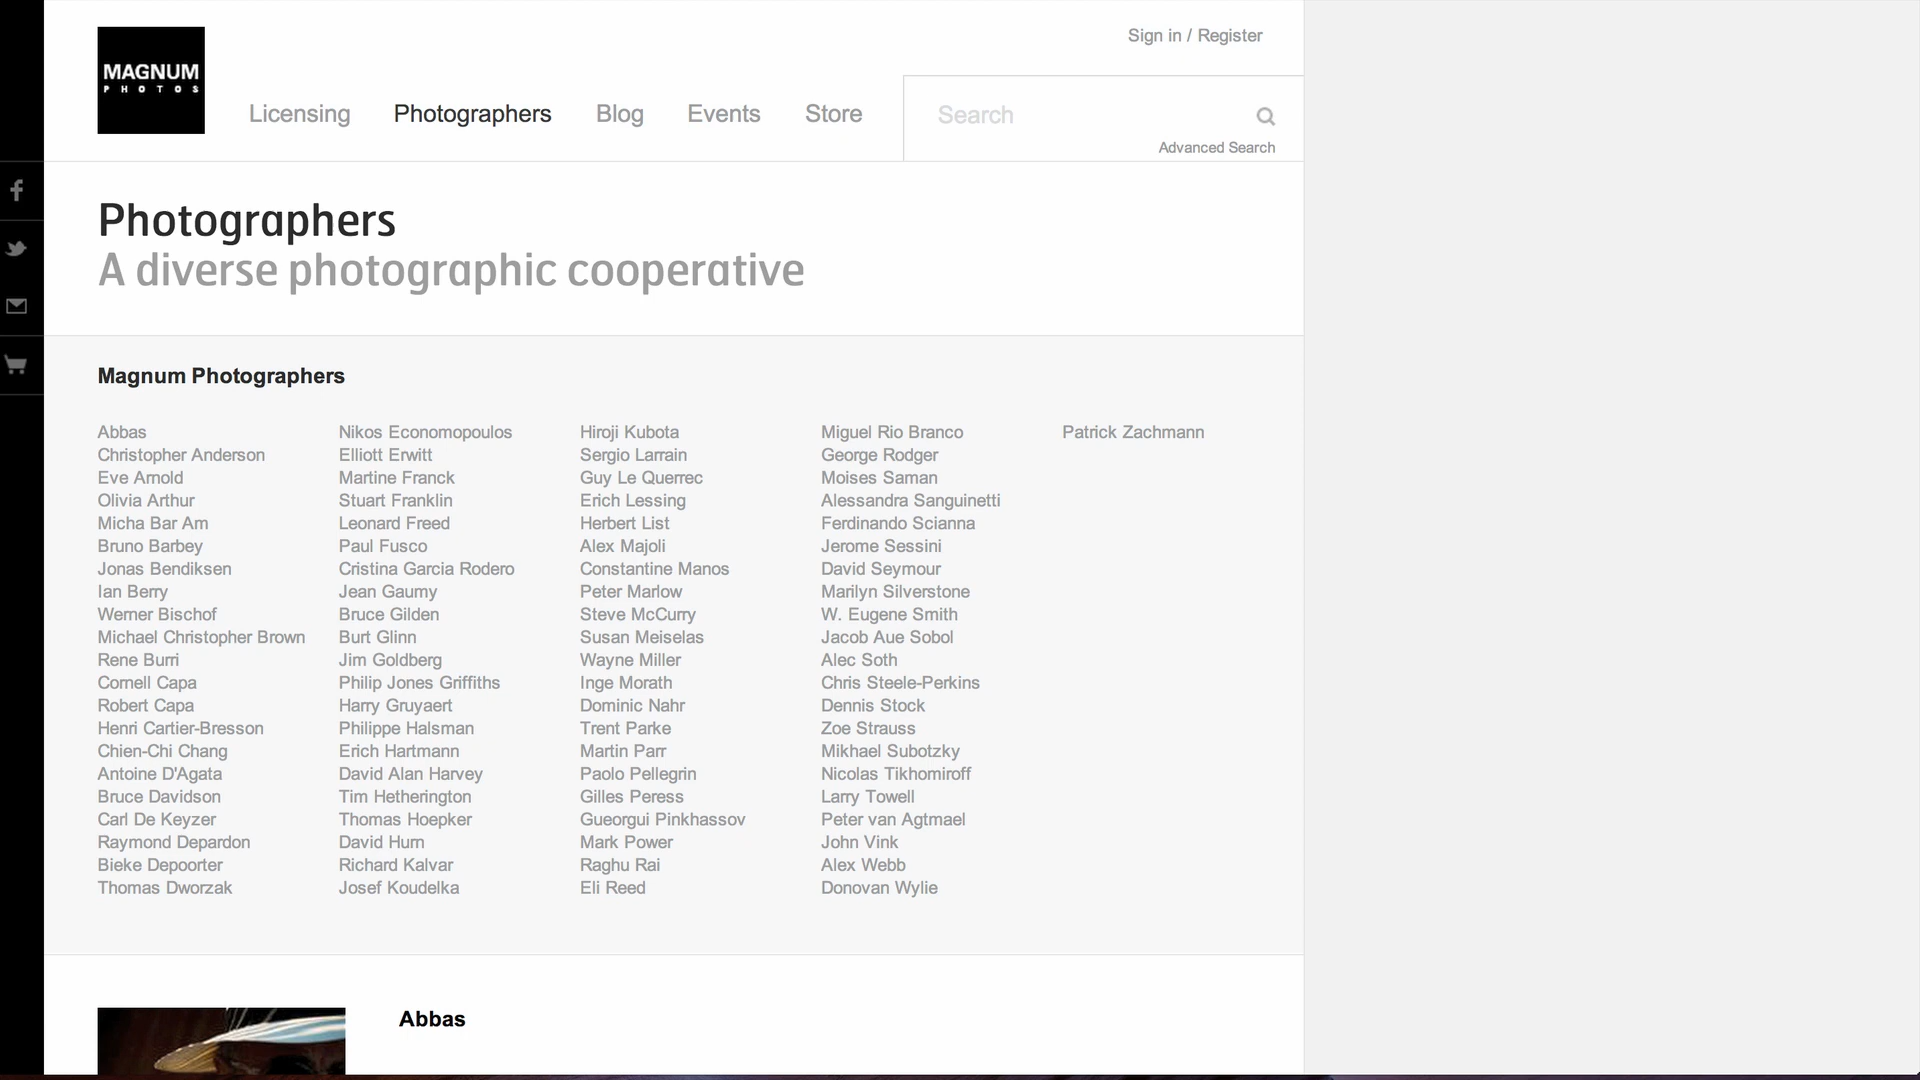 Sign in / Register
MAGNUM
PHOTOS
Licensing Photographers Blog Events Store
Search
Advanced Search
Photographers
A diverse photographic cooperative
Magnum Photographers
Abbas
Christopher Anderson
Eve Arnold
Olivia Arthur
Micha Bar Am
Bruno Barbey
Jonas Bendiksen
Ian Berry
Werner Bischof
Michael Christopher Brown
Rene Burri
Cornell Capa
Robert Capa
Henri Cartier-Bresson
Chien-Chi Chang
Antoine D'Agata
Bruce Davidson
Carl De Keyzer
Raymond Depardon
Bieke Depoorter
Thomas Dworzak
Nikos Economopoulos
Elliott Erwitt
Martine Franck
Stuart Franklin
Leonard Freed
Paul Fusco
Cristina Garcia Rodero
Jean Gaumy
Bruce Gilden
Burt Glinn
Jim Goldberg
Philip Jones Griffiths
Harry Gruyaert
Philippe Halsman
Erich Hartmann
David Alan Harvey
Tim Hetherington
Thomas Hoepker
David Hurn
Richard Kalvar
Josef Koudelka
Hiroji Kubota
Sergio Larrain
Guy Le Querrec
Erich Lessing
Herbert List
Alex Majoli
Constantine Manos
Peter Marlow
Steve McCurry
Susan Meiselas
Wayne Miller
Inge Morath
Dominic Nahr
Trent Parke
Martin Parr
Paolo Pellegrin
Gilles Peress
Gueorgui Pinkhassov
Mark Power
Raghu Rai
Eli Reed
Miguel Rio Branco
George Rodger
Moises Saman
Alessandra Sanguinetti
Ferdinando Scianna
Jerome Sessini
David Seymour
Marilyn Silverstone
W. Eugene Smith
Jacob Aue Sobol
Alec Soth
Chris Steele-Perkins
Dennis Stock
Zoe Strauss
Mikhael Subotzky
Nicolas Tikhomiroff
Larry Towell
Peter van Agtmael
John Vink
Alex Webb
Donovan Wylie
Patrick Zachmann
Abbas